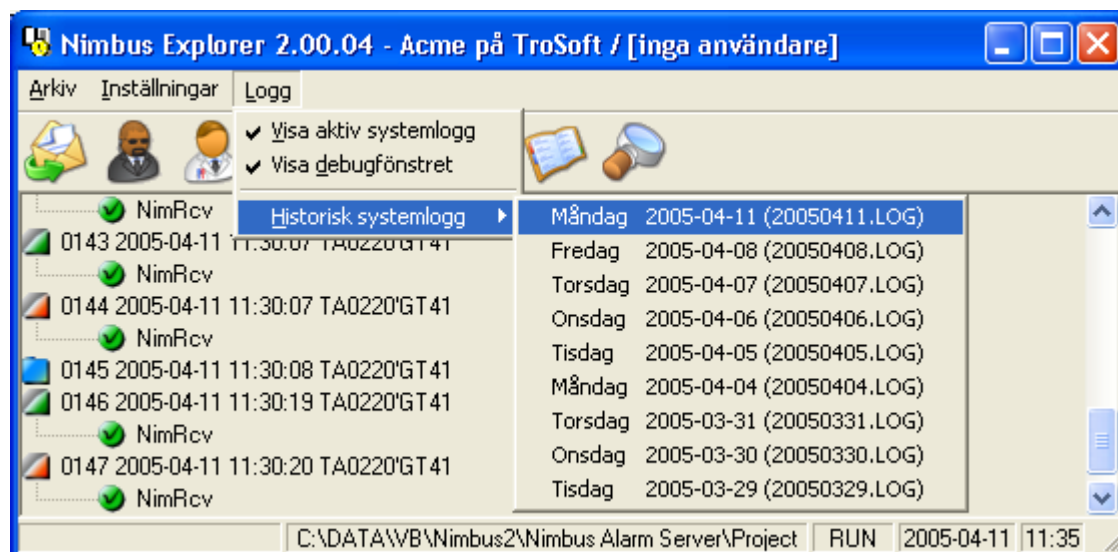 Nimbus Explorer 2.00.04 - Acme på TroSoft / [inga användare]
Arkiv Inställningar Logg
Visa aktiv systemlogg
Visa debugfönstret
Historisk systemlogg
Måndag 2005-04-11 (20050411.LOG)
Fredag 2005-04-08 (20050408.LOG)
Torsdag 2005-04-07 (20050407.LOG)
Onsdag 2005-04-06 (20050406.LOG)
Tisdag 2005-04-05 (20050405.LOG)
Måndag 2005-04-04 (20050404.LOG)
Torsdag 2005-03-31 (20050331.LOG)
Onsdag 2005-03-30 (20050330.LOG)
Tisdag 2005-03-29 (20050329.LOG)
NimRcv
0143 2005-04-11 11:30:07 TA0220'GT41
NimRcv
0144 2005-04-11 11:30:07 TA0220'GT41
NimRcv
0145 2005-04-11 11:30:08 TA0220'GT41
0146 2005-04-11 11:30:19 TA0220'GT41
NimRcv
0147 2005-04-11 11:30:20 TA0220'GT41
NimRcv
C:\DATA\VB\Nimbus2\Nimbus Alarm Server\Project RUN 2005-04-11 11:35